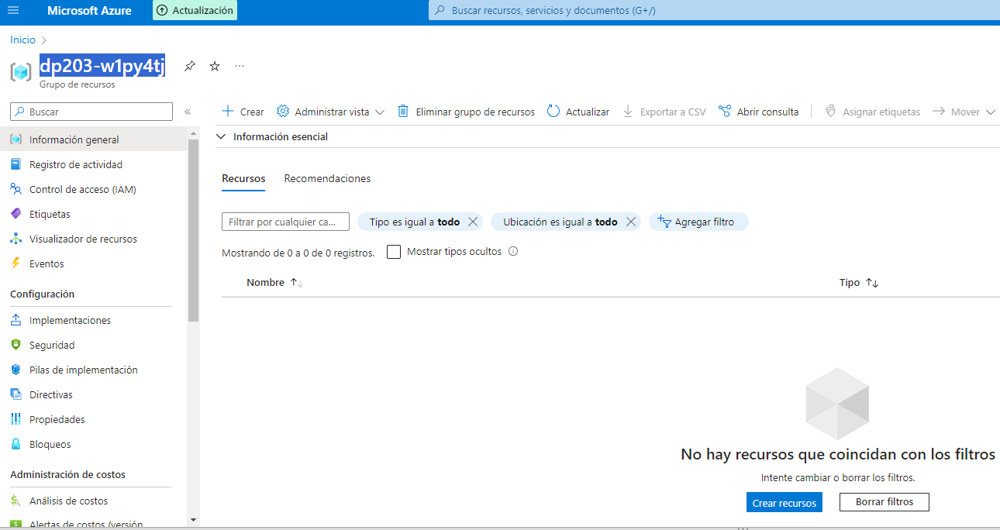 Microsoft Azure
Actualización
Buscar recursos, servicios y documentos (G+/)
Inicio
dp203-w1py4tj
Grupo de recursos
Buscar
Crear
Administrar vista
Eliminar grupo de recursos
Actualizar
Exportar a CSV
Abrir consulta
Asignar etiquetas
Mover
Información general
Registro de actividad
Control de acceso (IAM)
Etiquetas
Visualizador de recursos
Eventos
Configuración
Implementaciones
Seguridad
Pilas de implementación
Directivas
Propiedades
Bloqueos
Administración de costos
Análisis de costos
Alertas de costos (versión
Información esencial
Recursos Recomendaciones
Filtrar por cualquier ca...
Tipo es igual a todo
Ubicación es igual a todo
Agregar filtro
Mostrando de 0 a 0 de 0 registros.
Mostrar tipos ocultos
Nombre
Tipo
No hay recursos que coincidan con los filtros
Intente cambiar o borrar los filtros.
Crear recursos
Borrar filtros